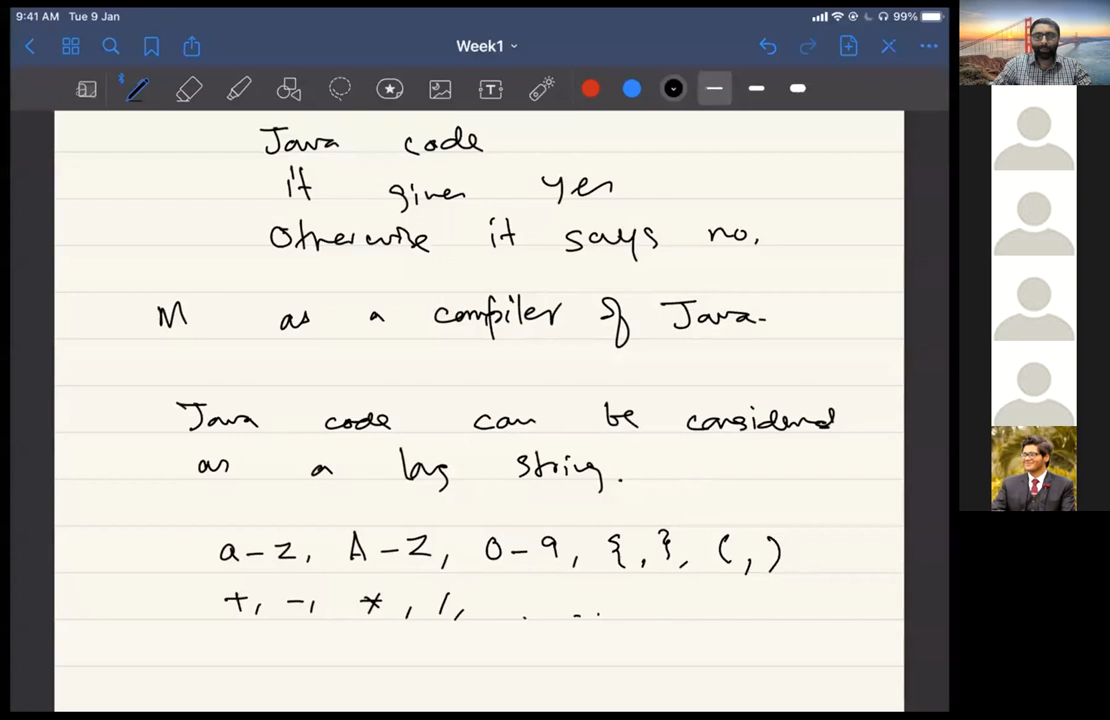 9:41 AM Tue 9 Jan 99%
Week1
Java code
it gives yes
Otherwise it says no.
M as a compiler of Java.
Java code can be considered
as a long string.
a-z, A-Z, 0-9, {,}, (,)
+, -, *, /, . ...